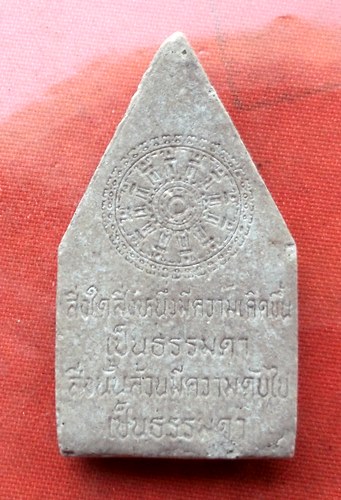 สิ่งใดสิ่งหนึ่งมีความเกิดขึ้น
เป็นธรรมดา
สิ่งนั้นล้วนมีความดับไป
เป็นธรรมดา